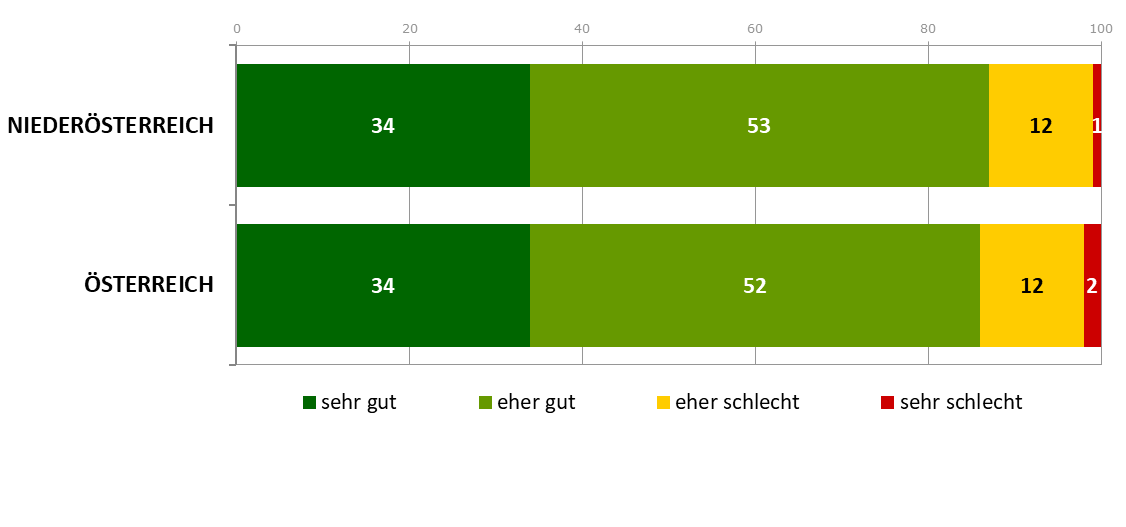 0 20 40 60 80 100
NIEDERÖSTERREICH 34 53 12 1
ÖSTERREICH 34 52 12 2
sehr gut eher gut eher schlecht sehr schlecht